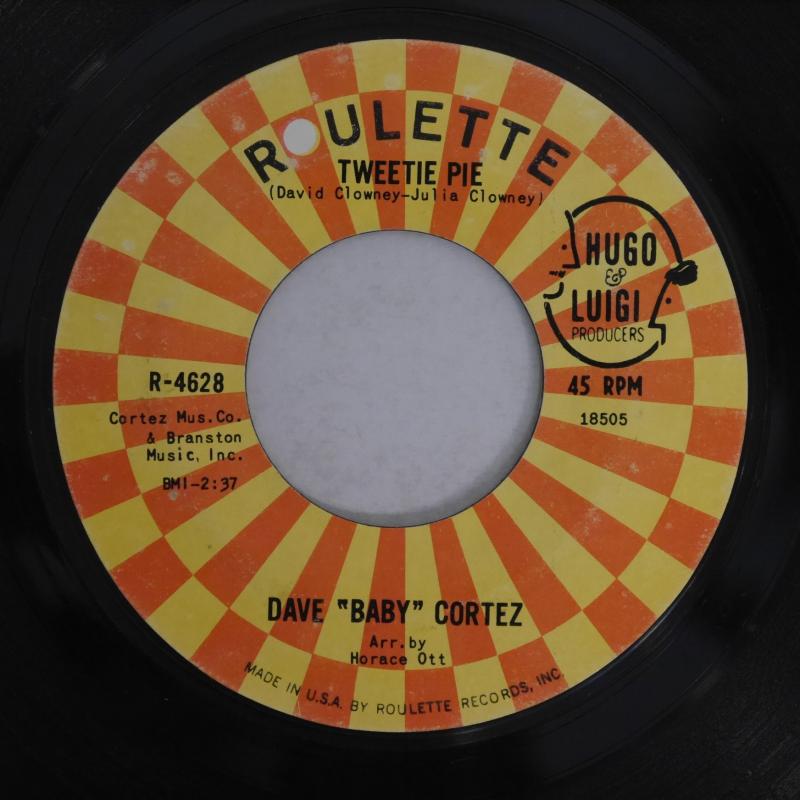 ROULETTE
TWEETIE PIE
(David Clowney-Julia Clowney)
HUGO
&
LUIGI
PRODUCERS
R-4628
45 RPM
Cortez Mus.Co.
& Branston
Music, Inc.
18505
BMI-2:37
DAVE "BABY" CORTEZ
Arr.by
Horace Ott
MADE IN U.S.A. BY ROULETTE RECORDS, INC.